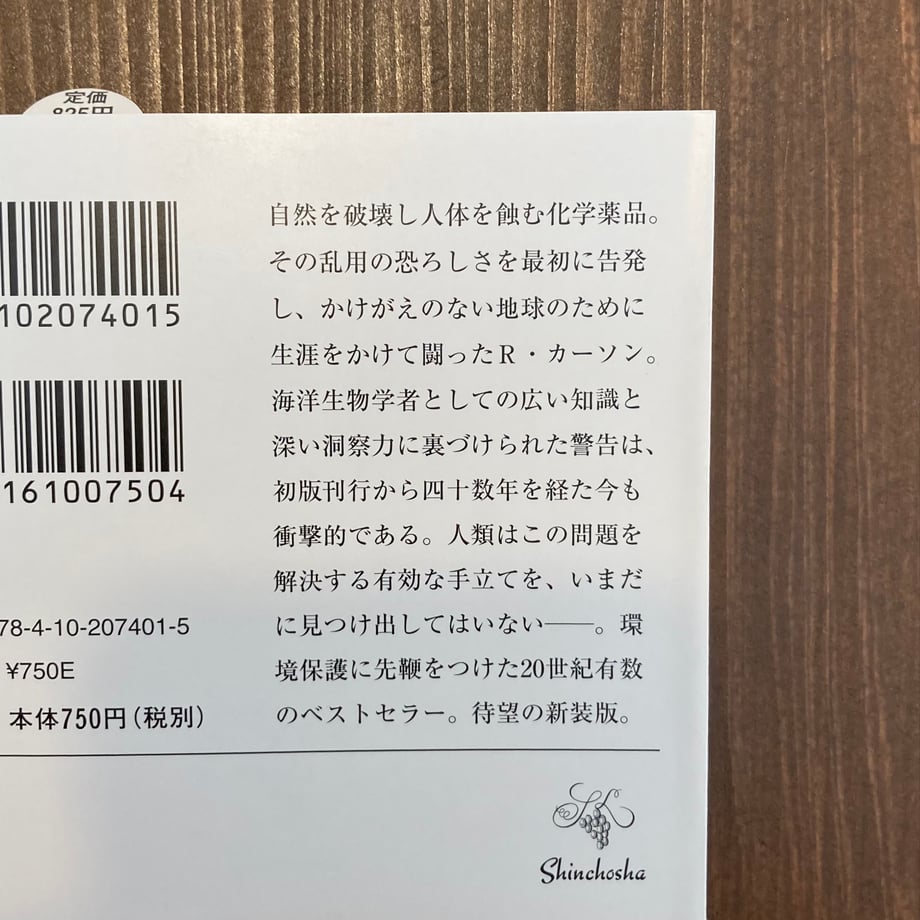 定価
825円
102074015
161007504
78-4-10-207401-5
¥750E
本体750円(税別)
自然を破壊し人体を蝕む化学薬品。
その乱用の恐ろしさを最初に告発
し、かけがえのない地球のために
生涯をかけて闘ったR・カーソン。
海洋生物学者としての広い知識と
深い洞察力に裏づけられた警告は、
初版刊行から四十数年を経た今も
衝撃的である。人類はこの問題を
解決する有効な手立てを、いまだ
に見つけ出してはいない――。環
境保護に先鞭をつけた20世紀有数
のベストセラー。待望の新装版。
Shinchosha